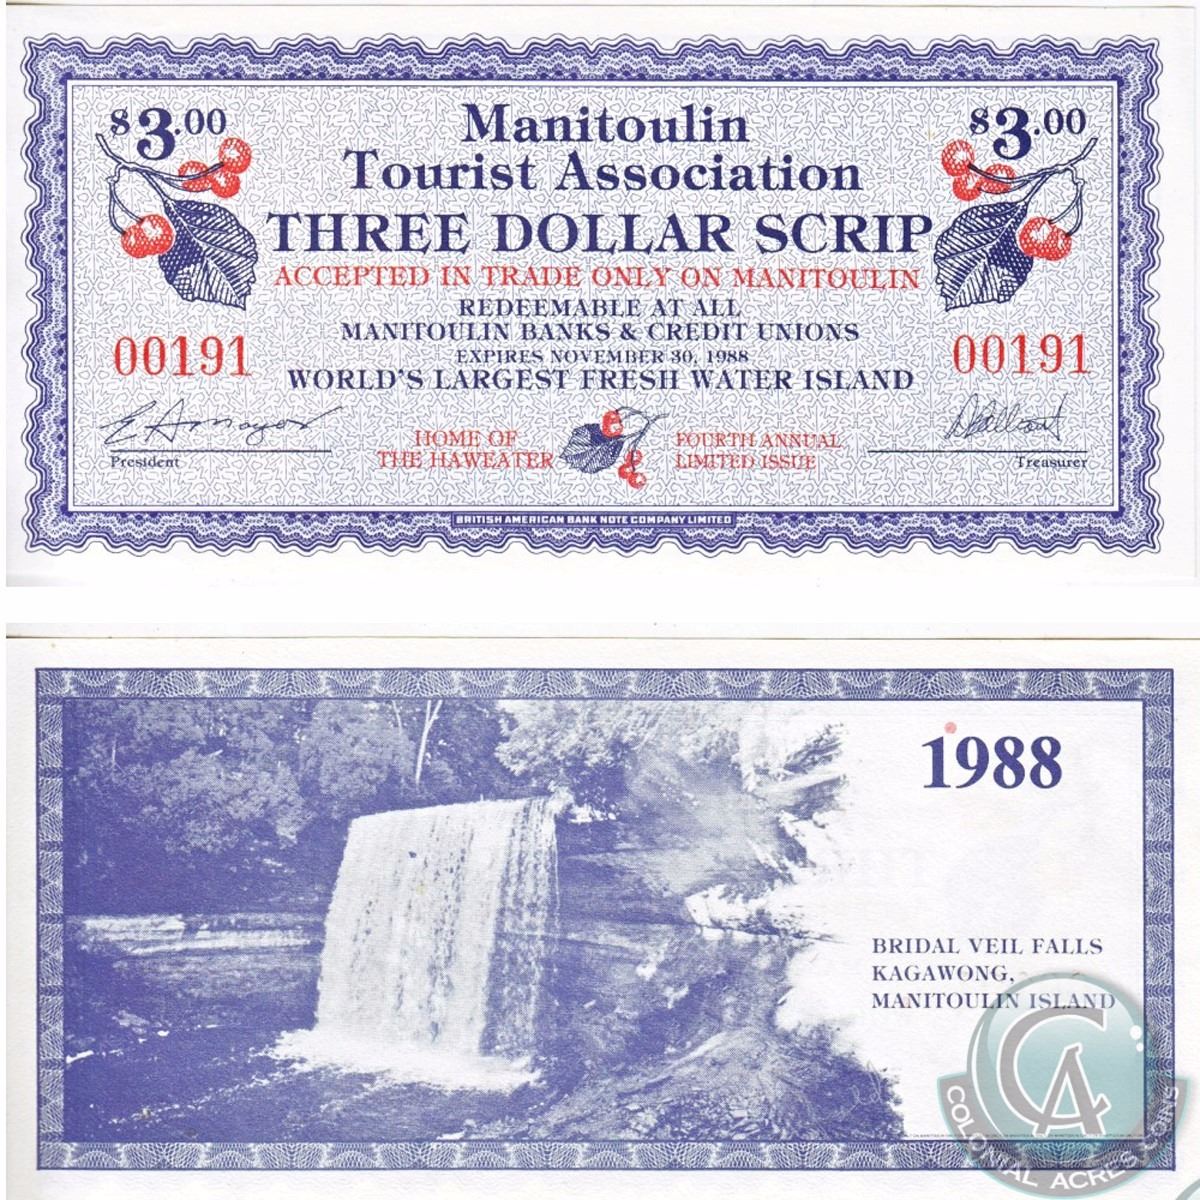 $3.00
Manitoulin
Tourist Association
$3.00
THREE DOLLAR SCRIP
ACCEPTED IN TRADE ONLY ON MANITOULIN
REDEEMABLE AT ALL
MANITOULIN BANKS & CREDIT UNIONS
EXPIRES NOVEMBER 30, 1988
WORLD'S LARGEST FRESH WATER ISLAND
00191
00191
President
HOME OF
THE HAWEATER
FOURTH ANNUAL
LIMITED ISSUE
Treasurer
BRITISH AMERICAN BANK NOTE COMPANY LIMITED
1988
BRIDAL VEIL FALLS
KAGAWONG,
MANITOULIN ISLAND
CA
COLONIAL ACRES COINS